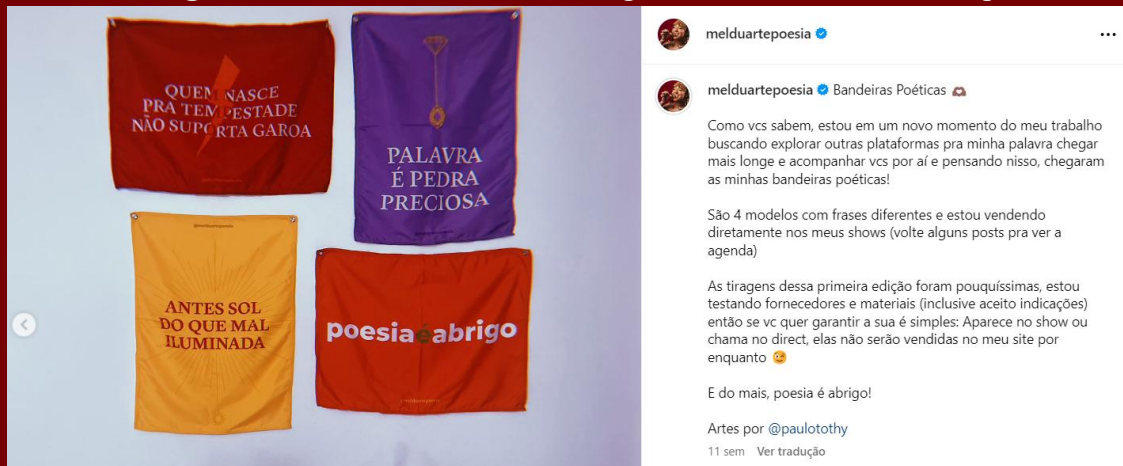 QUEM NASCE
PRA TEMPESTADE
NÃO SUPORTA GAROA
PALAVRA
É PEDRA
PRECIOSA
ANTES SOL
DO QUE MAL
ILUMINADA
poesia é abrigo
melduartepoesia
melduartepoesia Bandeiras Poéticas
Como vcs sabem, estou em um novo momento do meu trabalho
buscando explorar outras plataformas pra minha palavra chegar
mais longe e acompanhar vcs por aí e pensando nisso, chegaram
as minhas bandeiras poéticas!
São 4 modelos com frases diferentes e estou vendendo
diretamente nos meus shows (volte alguns posts pra ver a
agenda)
As tiragens dessa primeira edição foram pouquíssimas, estou
testando fornecedores e materiais (inclusive aceito indicações)
então se vc quer garantir a sua é simples: Aparece no show ou
chama no direct, elas não serão vendidas no meu site por
enquanto 😉
E do mais, poesia é abrigo!
Artes por @paulotothy
11 sem Ver tradução